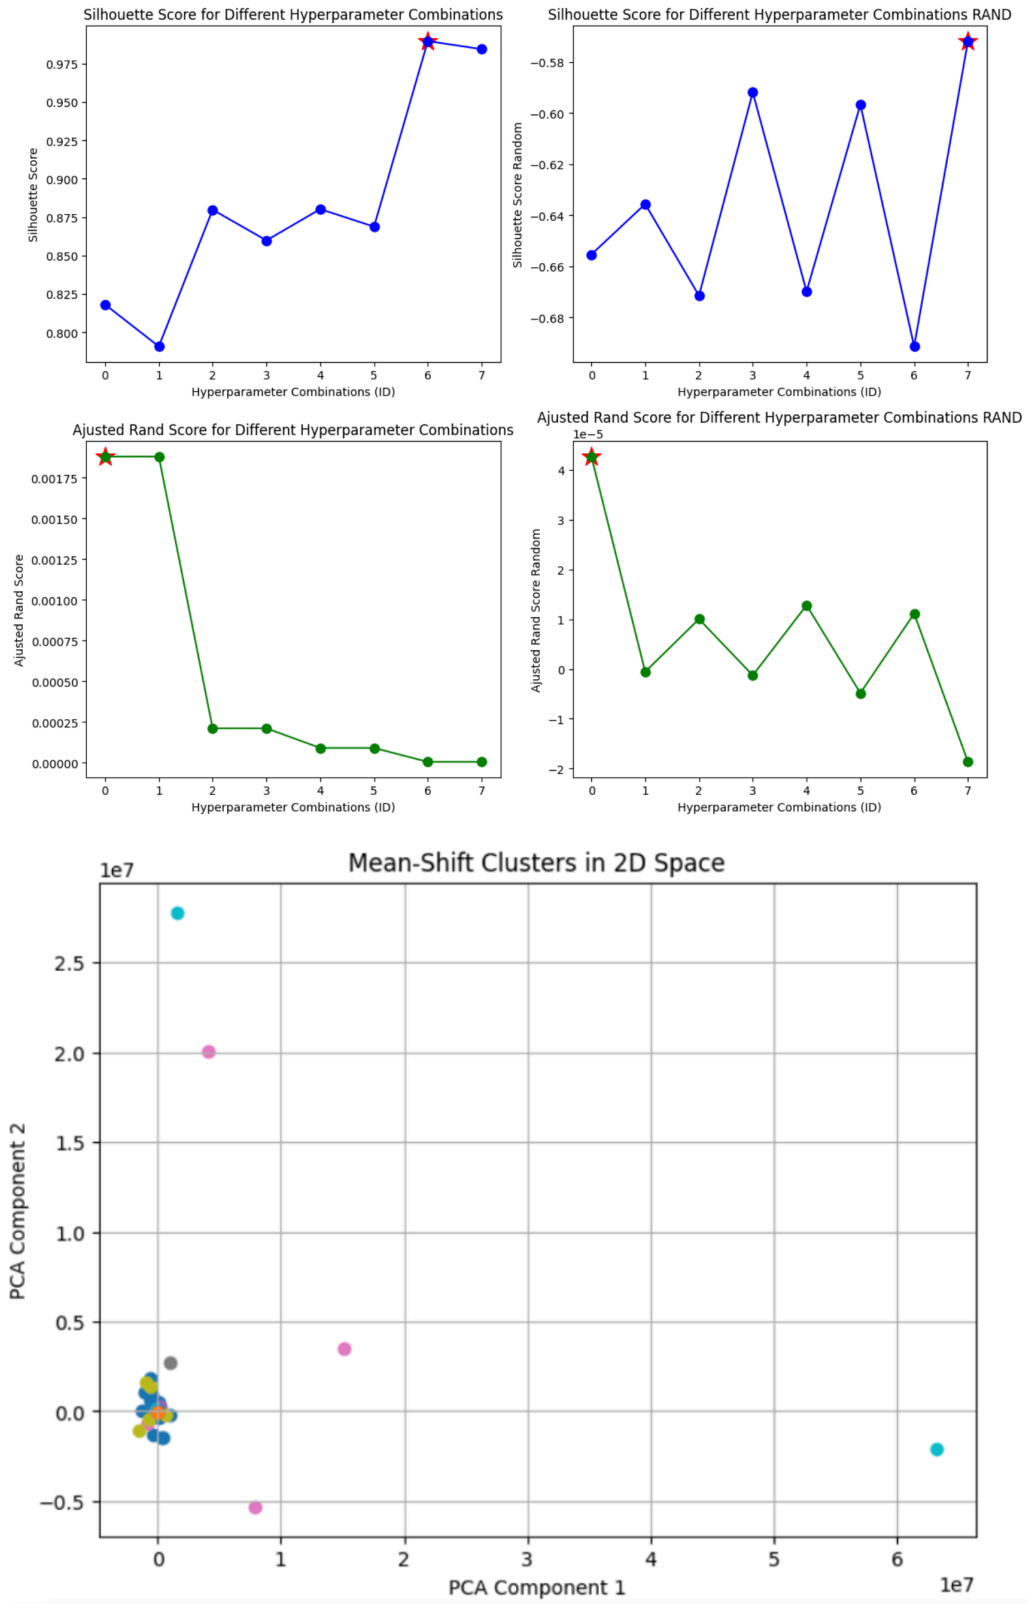 Silhouette Score for Different Hyperparameter Combinations
Silhouette Score
0.975
0.950
0.925
0.900
0.875
0.850
0.825
0.800
0 1 2 3 4 5 6 7
Hyperparameter Combinations (ID)
Silhouette Score for Different Hyperparameter Combinations RAND
Silhouette Score Random
−0.58
−0.60
−0.62
−0.64
−0.66
−0.68
0 1 2 3 4 5 6 7
Hyperparameter Combinations (ID)
Ajusted Rand Score for Different Hyperparameter Combinations
Ajusted Rand Score
0.00175
0.00150
0.00125
0.00100
0.00075
0.00050
0.00025
0.00000
0 1 2 3 4 5 6 7
Hyperparameter Combinations (ID)
Ajusted Rand Score for Different Hyperparameter Combinations RAND
1e−5
Ajusted Rand Score Random
4
3
2
1
0
−1
−2
0 1 2 3 4 5 6 7
Hyperparameter Combinations (ID)
Mean-Shift Clusters in 2D Space
1e7
PCA Component 2
2.5
2.0
1.5
1.0
0.5
0.0
−0.5
0 1 2 3 4 5 6
PCA Component 1
1e7